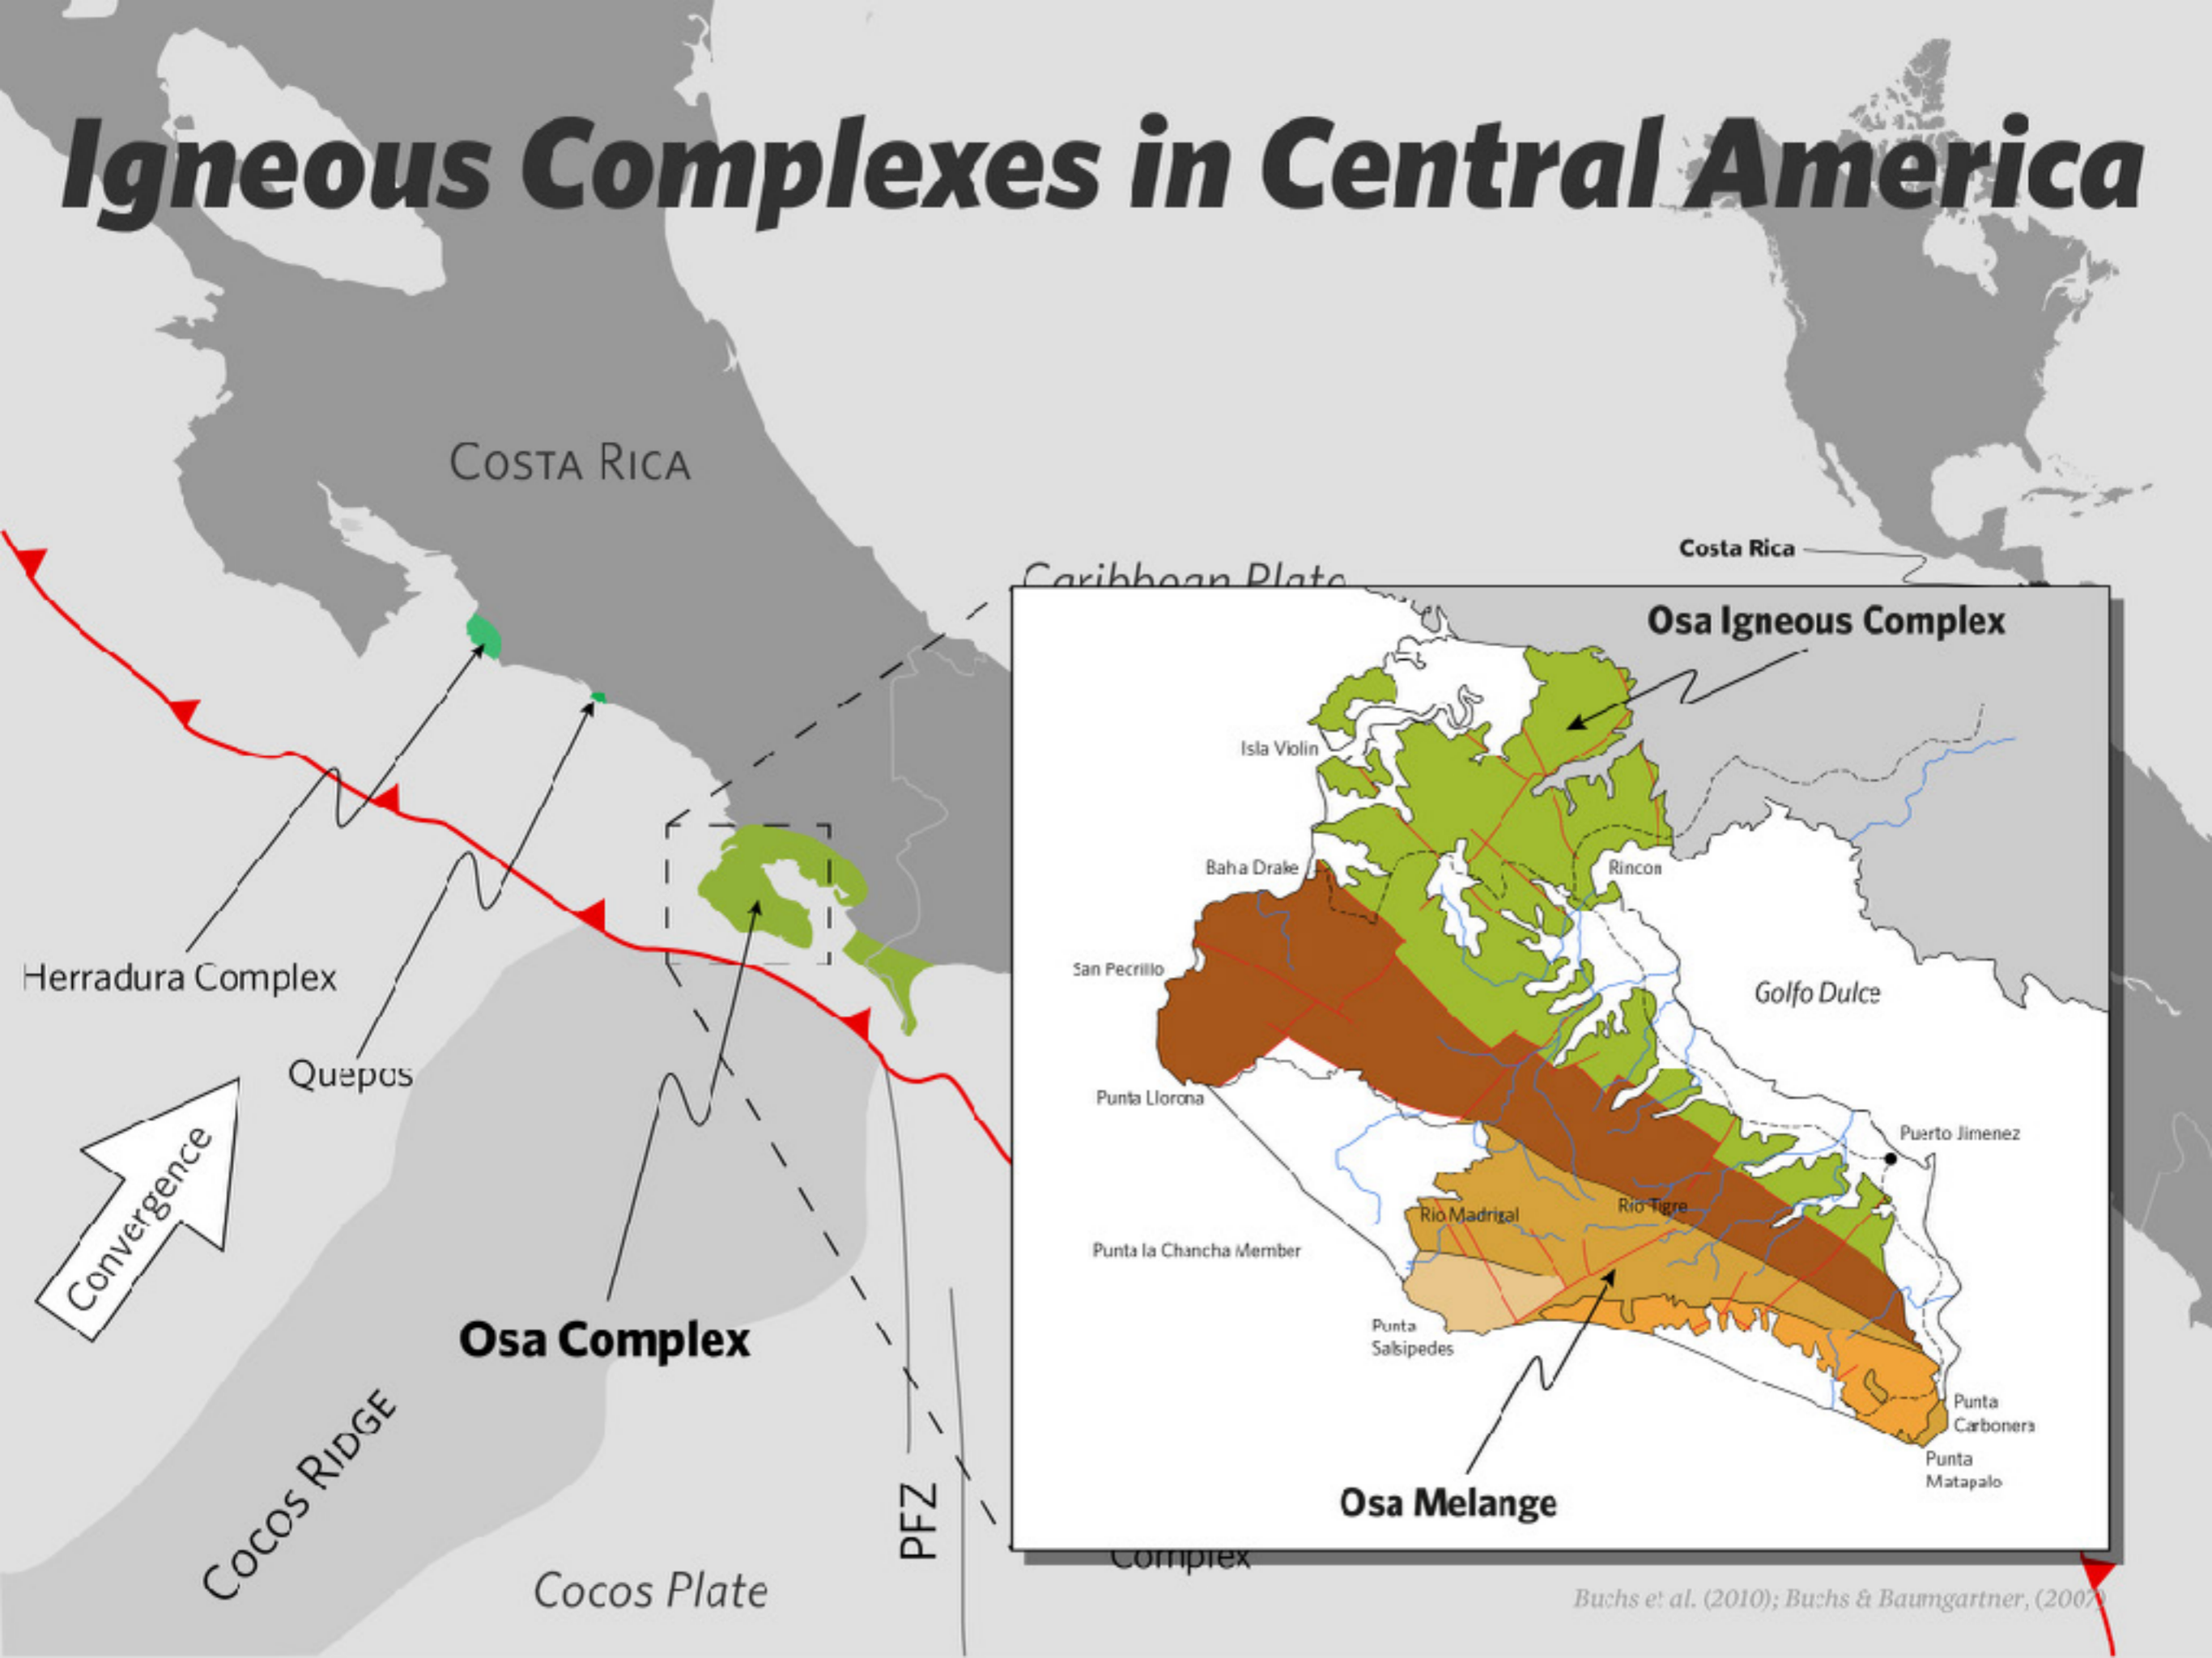 Igneous Complexes in Central America
COSTA RICA
Costa Rica
Caribbean Plate
Osa Igneous Complex
Isla Violin
Baha Drake
Rincon
San Pecrillo
Golfo Dulce
Herradura Complex
Quepos
Punta Llorona
Puerto Jimenez
Convergence
Rio Madrigal
Rio Tigre
Punta la Chancha Member
Punta
Salsipedes
Osa Complex
Punta
Carbonera
Punta
Matapalo
Osa Melange
COCOS RIDGE
PFZ
Complex
Cocos Plate
Buchs et al. (2010); Buchs & Baumgartner, (2007)